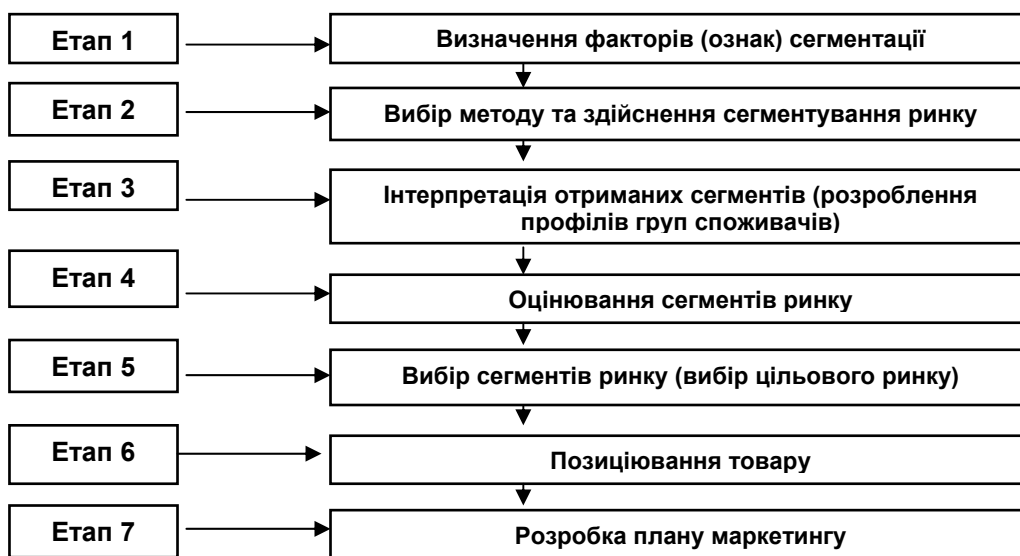 Етап 1
Визначення факторів (ознак) сегментації
Етап 2
Вибір методу та здійснення сегментування ринку
Етап 3
Інтерпретація отриманих сегментів (розроблення
профілів груп споживачів)
Етап 4
Оцінювання сегментів ринку
Етап 5
Вибір сегментів ринку (вибір цільового ринку)
Етап 6
Позиціювання товару
Етап 7
Розробка плану маркетингу